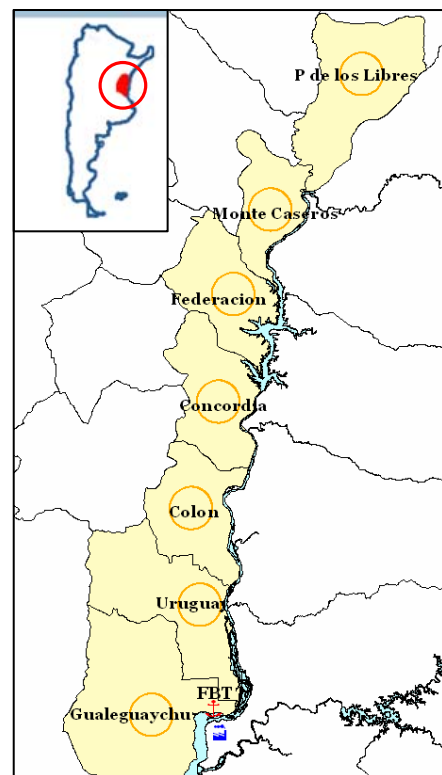 P de los Libres
Monte Caseros
Federacion
Concordia
Colon
Uruguay
FBT
Gualeguaychu